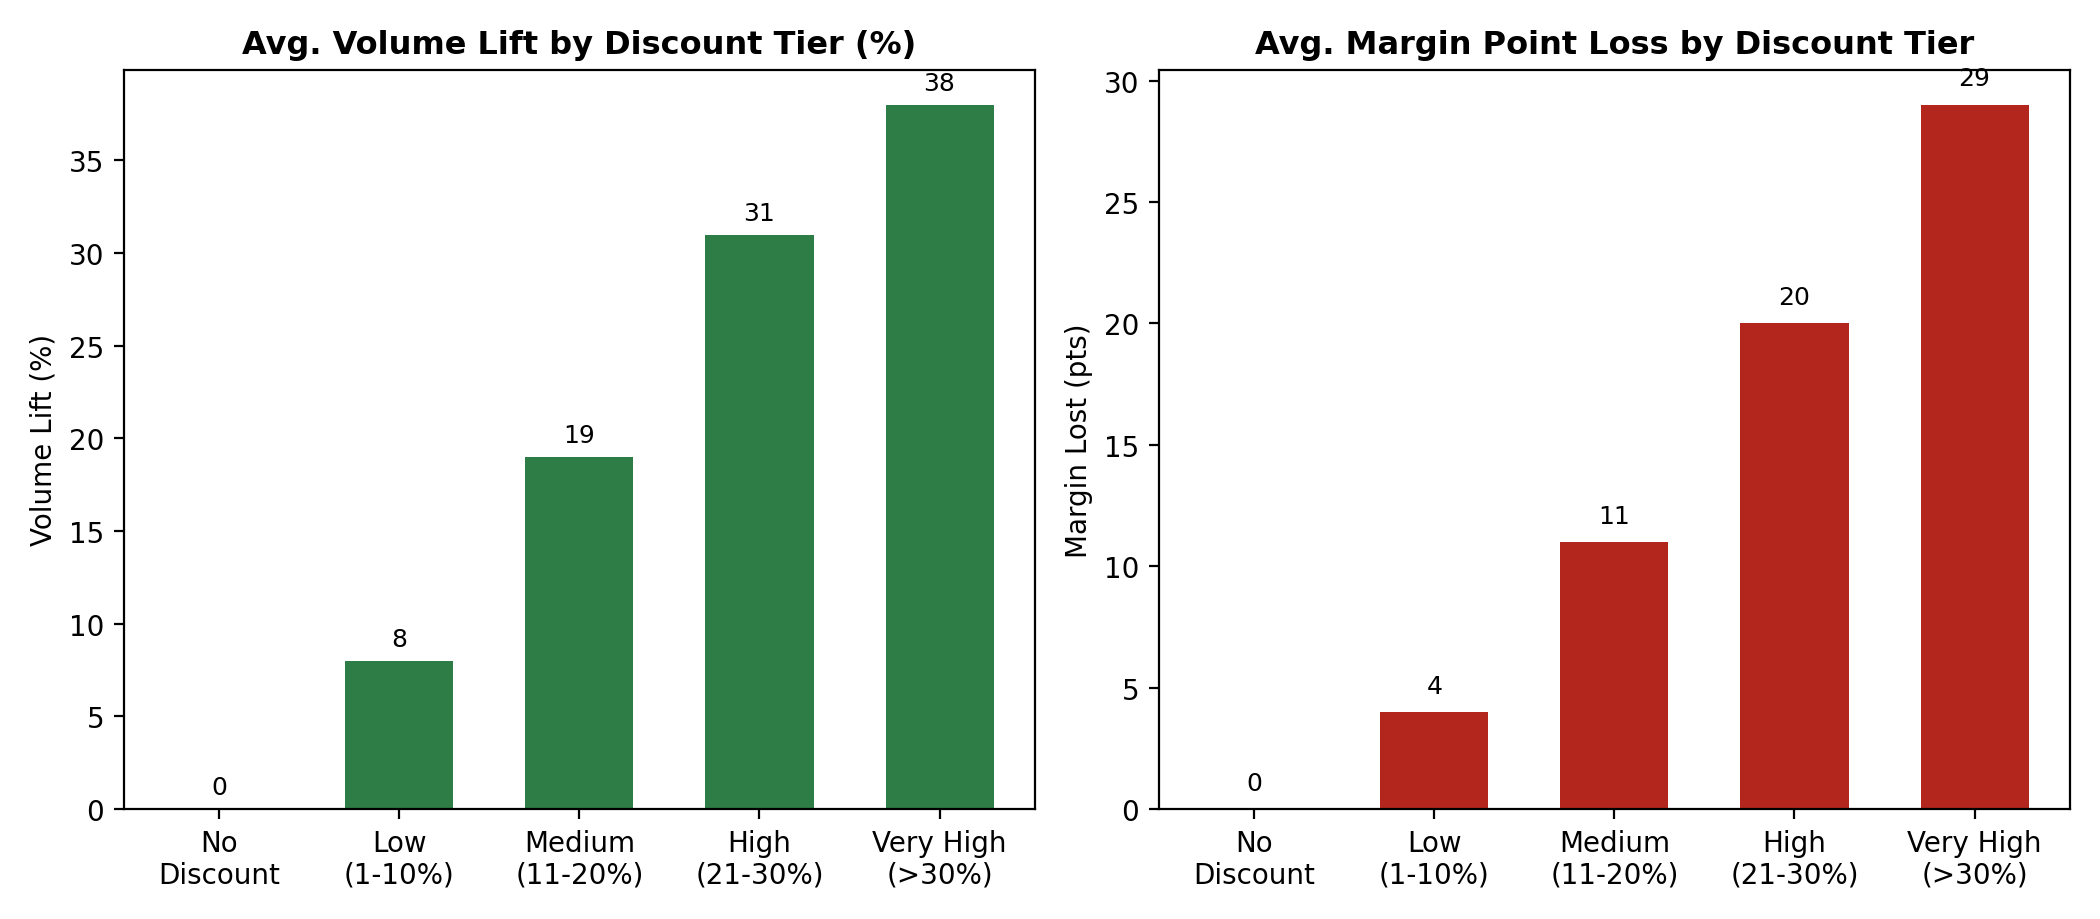 Avg. Volume Lift by Discount Tier (%)
Volume Lift (%)
35
30
25
20
15
10
5
0
0
8
19
31
38
No
Discount
Low
(1-10%)
Medium
(11-20%)
High
(21-30%)
Very High
(>30%)
Avg. Margin Point Loss by Discount Tier
Margin Lost (pts)
30
25
20
15
10
5
0
0
4
11
20
29
No
Discount
Low
(1-10%)
Medium
(11-20%)
High
(21-30%)
Very High
(>30%)